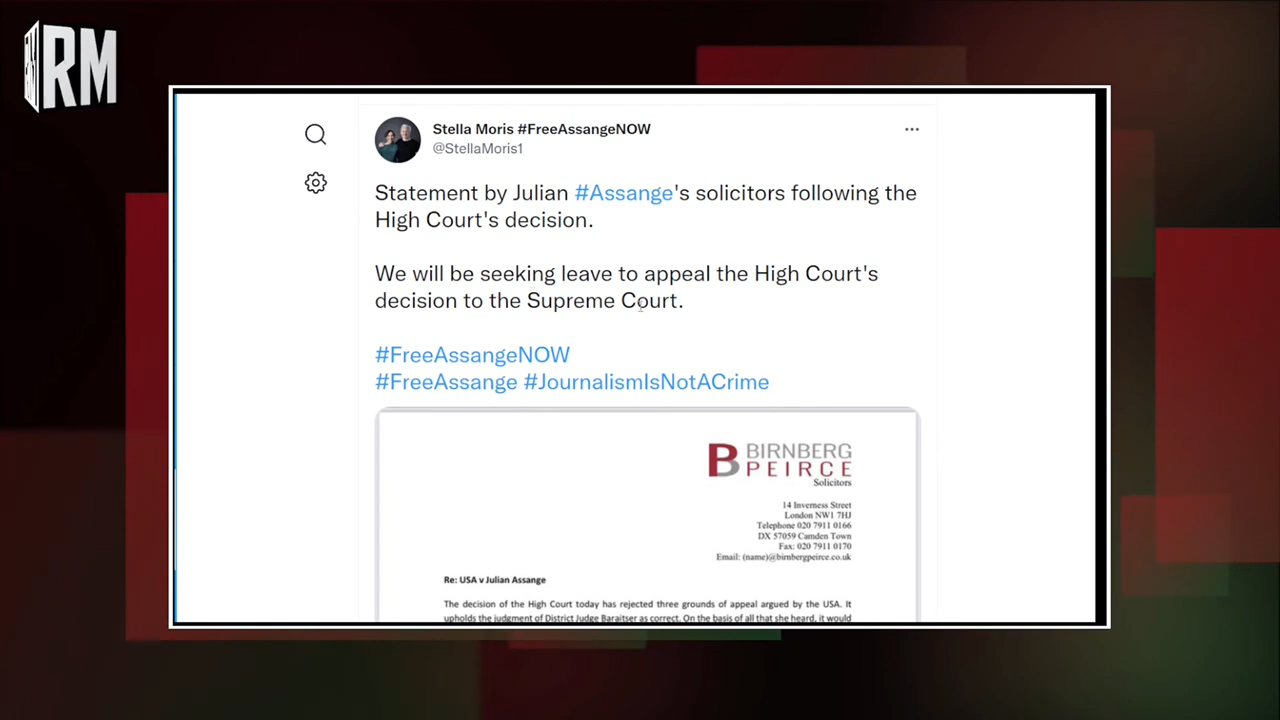 RM
Stella Moris #FreeAssangeNOW
@StellaMoris1
Statement by Julian #Assange's solicitors following the
High Court's decision.
We will be seeking leave to appeal the High Court's
decision to the Supreme Court.
#FreeAssangeNOW
#FreeAssange #JournalismIsNotACrime
B BIRNBERG
PEIRCE
Solicitors
14 Inverness Street
London NW1 7HJ
Telephone 020 7911 0166
DX 57059 Camden Town
Fax: 020 7911 0170
Email: (name)@birnbergpeirce.co.uk
Re: USA v Julian Assange
The decision of the High Court today has rejected three grounds of appeal argued by the USA. It
upholds the judgment of District Judge Baraitser as correct. On the basis of all that she heard, it would